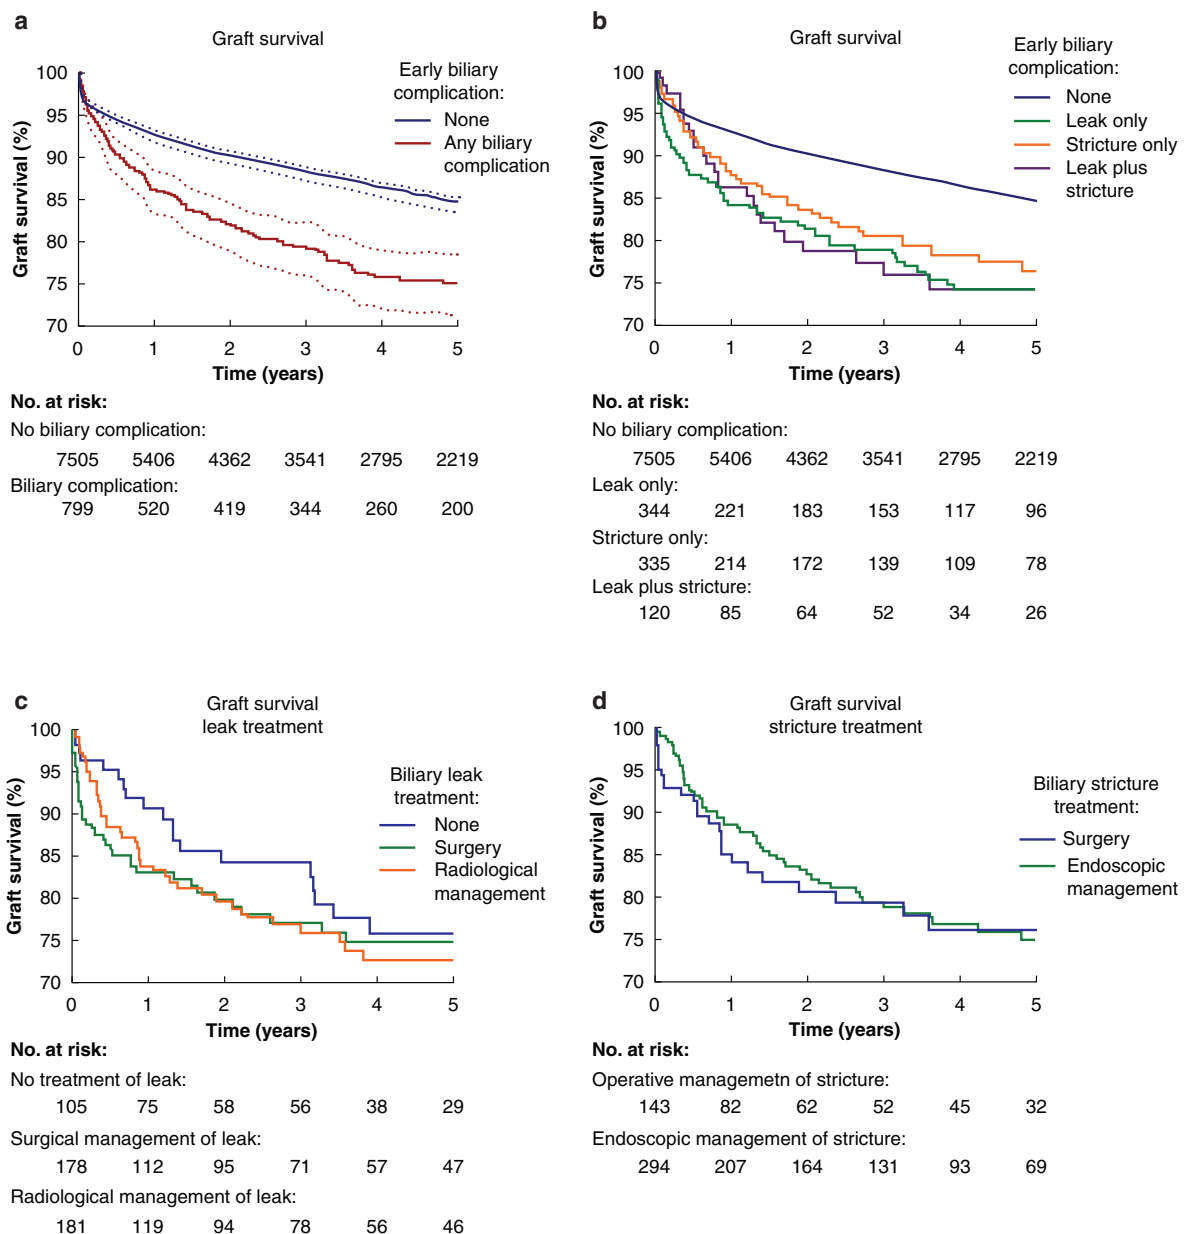 a
Graft survival
Early biliary
complication:
None
Any biliary
complication
Graft survival (%)
100
95
90
85
80
75
70
0 1 2 3 4 5
Time (years)
No. at risk:
No biliary complication:
7505 5406 4362 3541 2795 2219
Biliary complication:
799 520 419 344 260 200
b
Graft survival
Early biliary
complication:
None
Leak only
Stricture only
Leak plus
stricture
Graft survival (%)
100
95
90
85
80
75
70
0 1 2 3 4 5
Time (years)
No. at risk:
No biliary complication:
7505 5406 4362 3541 2795 2219
Leak only:
344 221 183 153 117 96
Stricture only:
335 214 172 139 109 78
Leak plus stricture:
120 85 64 52 34 26
c
Graft survival
leak treatment
Biliary leak
treatment:
None
Surgery
Radiological
management
Graft survival (%)
100
95
90
85
80
75
70
0 1 2 3 4 5
Time (years)
No. at risk:
No treatment of leak:
105 75 58 56 38 29
Surgical management of leak:
178 112 95 71 57 47
Radiological management of leak:
181 119 94 78 56 46
d
Graft survival
stricture treatment
Biliary stricture
treatment:
Surgery
Endoscopic
management
Graft survival (%)
100
95
90
85
80
75
70
0 1 2 3 4 5
Time (years)
No. at risk:
Operative managemetn of stricture:
143 82 62 52 45 32
Endoscopic management of stricture:
294 207 164 131 93 69